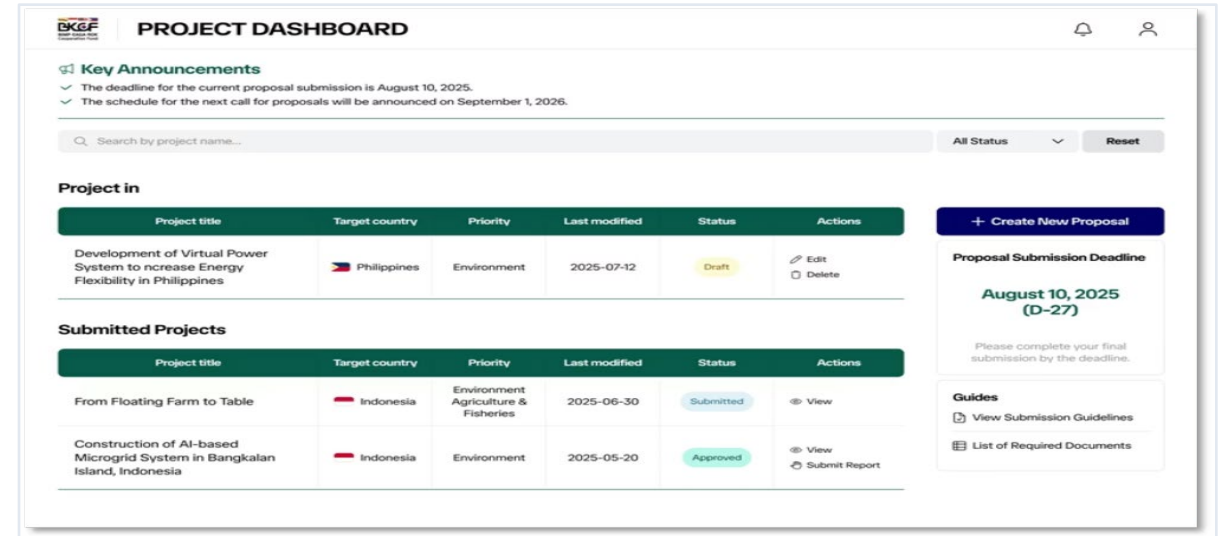 BKCF
BIMP-EAGA-ROK
Cooperation Fund
PROJECT DASHBOARD
Key Announcements
The deadline for the current proposal submission is August 10, 2025.
The schedule for the next call for proposals will be announced on September 1, 2026.
Search by project name...
All Status
Reset
Project in
Project title Target country Priority Last modified Status Actions
Development of Virtual Power
System to ncrease Energy
Flexibility in Philippines
Philippines
Environment
2025-07-12
Draft
Edit
Delete
Submitted Projects
Project title Target country Priority Last modified Status Actions
From Floating Farm to Table
Indonesia
Environment
Agriculture &
Fisheries
2025-06-30
Submitted
View
Construction of AI-based
Microgrid System in Bangkalan
Island, Indonesia
Indonesia
Environment
2025-05-20
Approved
View
Submit Report
+ Create New Proposal
Proposal Submission Deadline
August 10, 2025
(D-27)
Please complete your final
submission by the deadline.
Guides
View Submission Guidelines
List of Required Documents